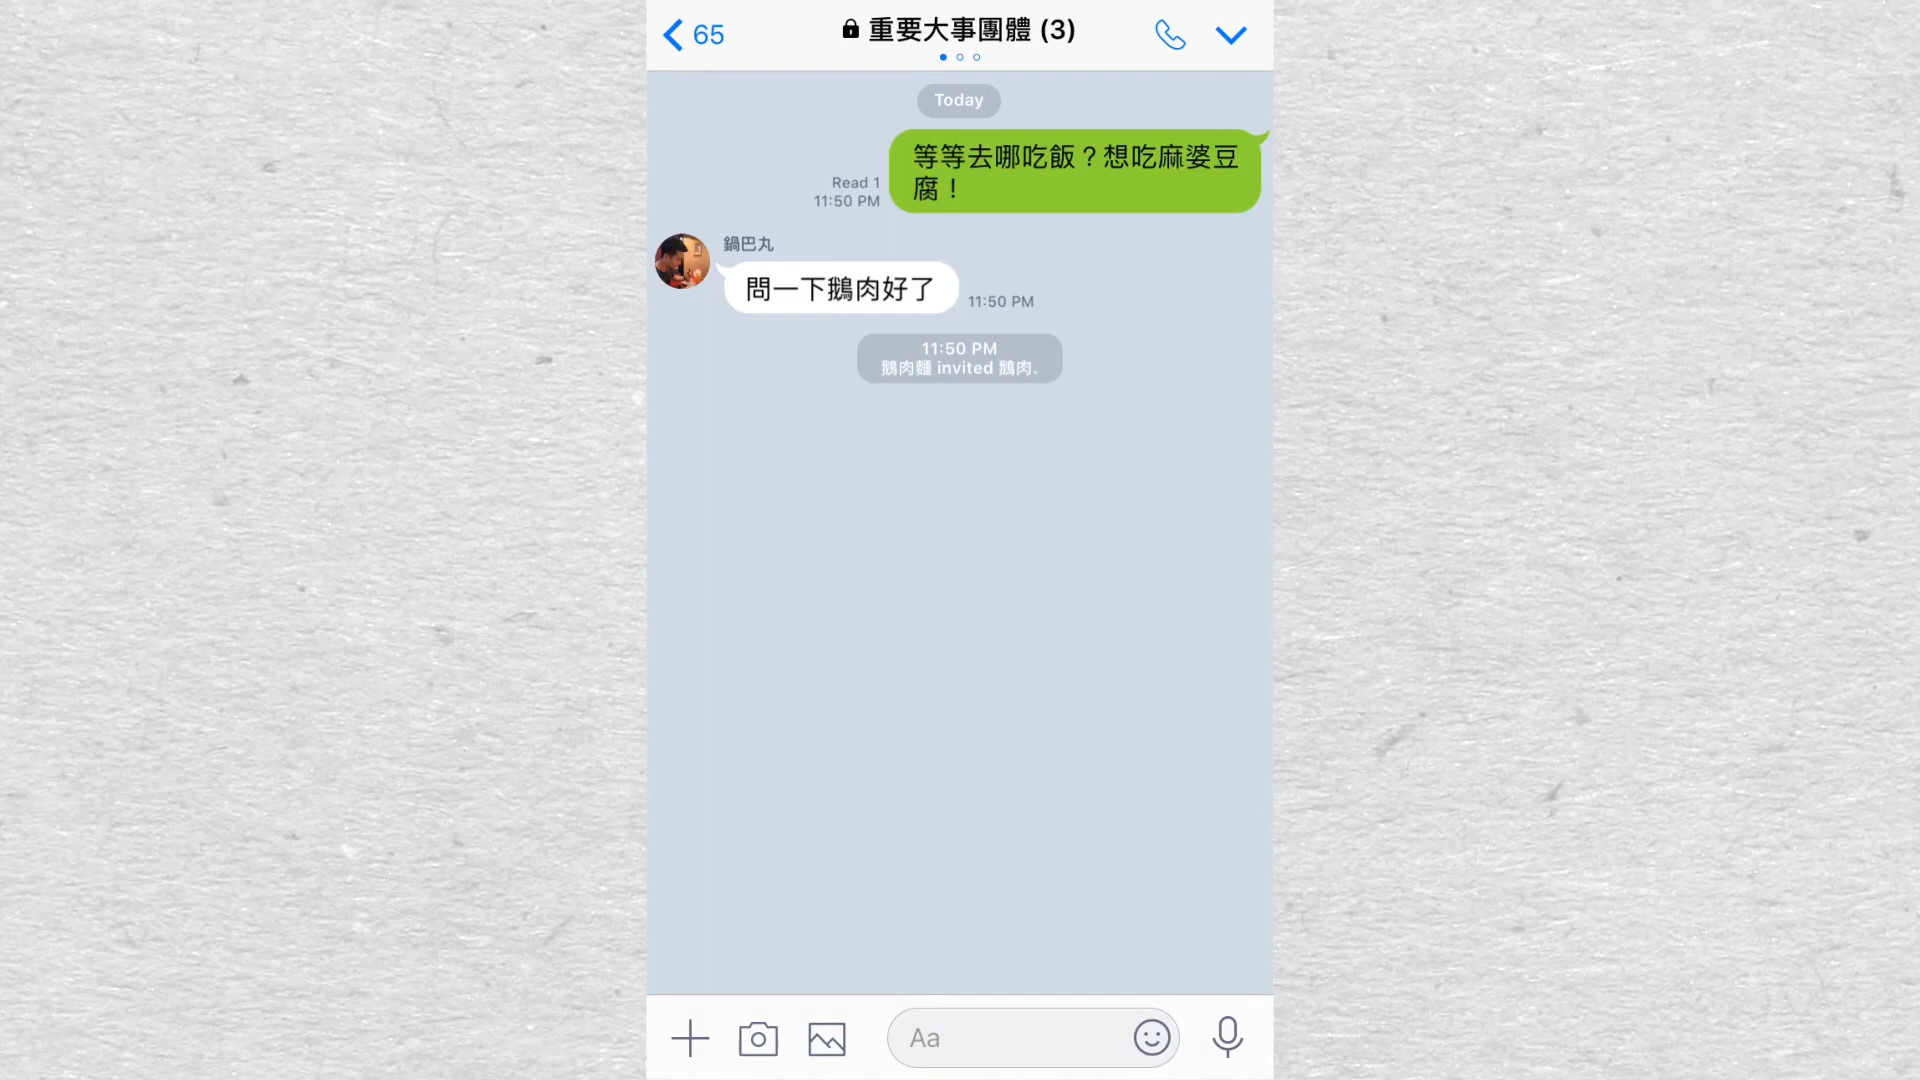 65
重要大事團體 (3)
Today
等等去哪吃飯？想吃麻婆豆
腐！
Read 1
11:50 PM
鍋巴丸
問一下鵝肉好了
11:50 PM
11:50 PM
鵝肉麵 invited 鵝肉.
Aa